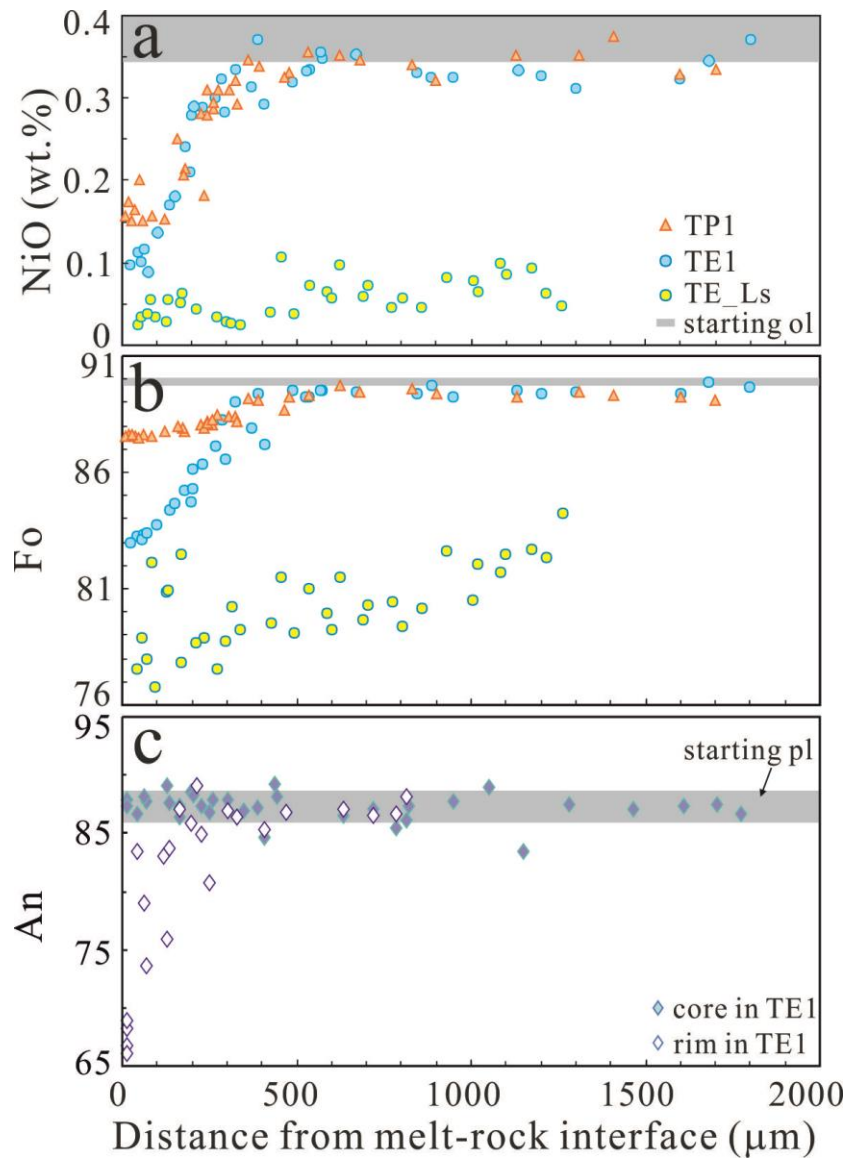 a
0.4
0.3
NiO (wt.%)
0.1
0
TP1
TE1
TE_Ls
starting ol
b
91
86
Fo
81
76
c
95
85
An
75
65
starting pl
core in TE1
rim in TE1
0 500 1000 1500 2000
Distance from melt-rock interface (μm)